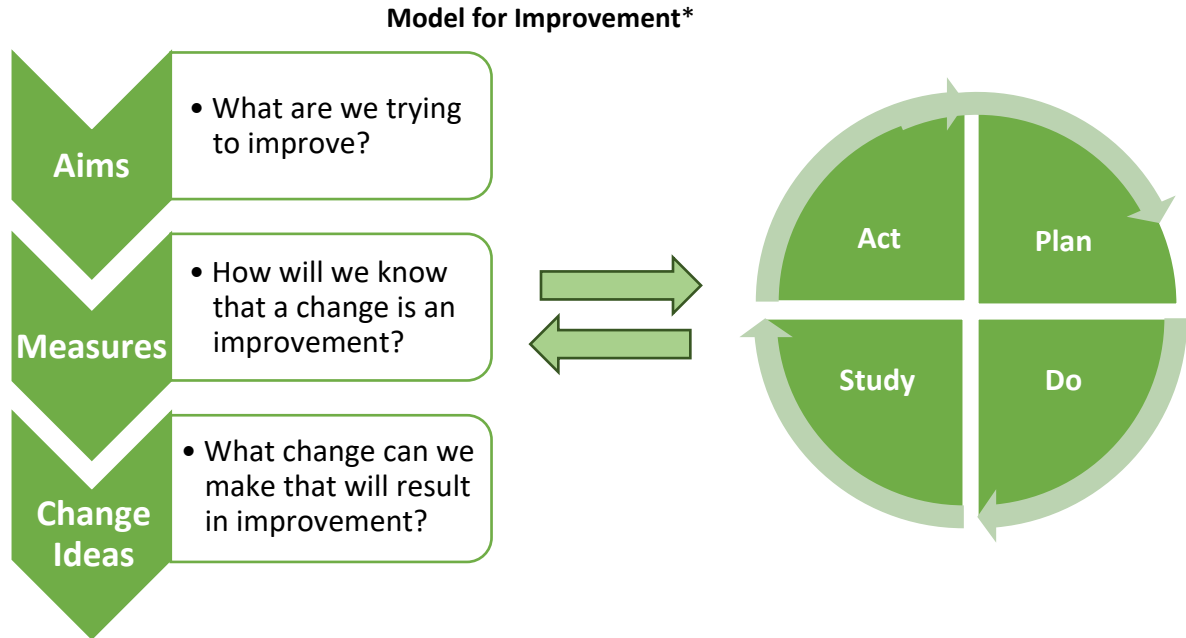 Model for Improvement*
Aims
• What are we trying
to improve?
Measures
• How will we know
that a change is an
improvement?
Change
Ideas
• What change can we
make that will result
in improvement?
Act
Plan
Study
Do